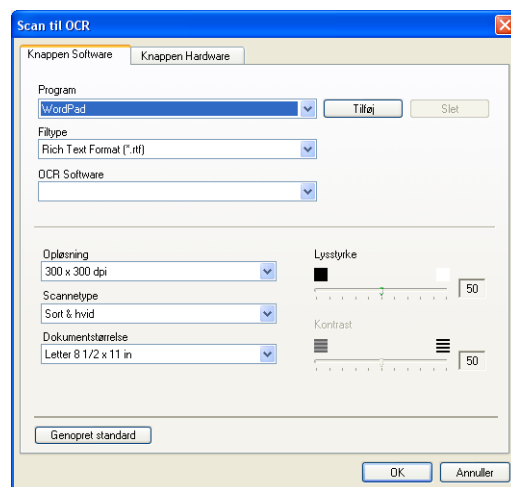 Scan til OCR
Knappen Software
Knappen Hardware
Program
WordPad
Tilføj
Slet
Filtype
Rich Text Format (*.rtf)
OCR Software
Opløsning
300 x 300 dpi
Scannetype
Sort & hvid
Dokumentstørrelse
Letter 8 1/2 x 11 in
Lysstyrke
50
Kontrast
50
Genopret standard
OK
Annuller